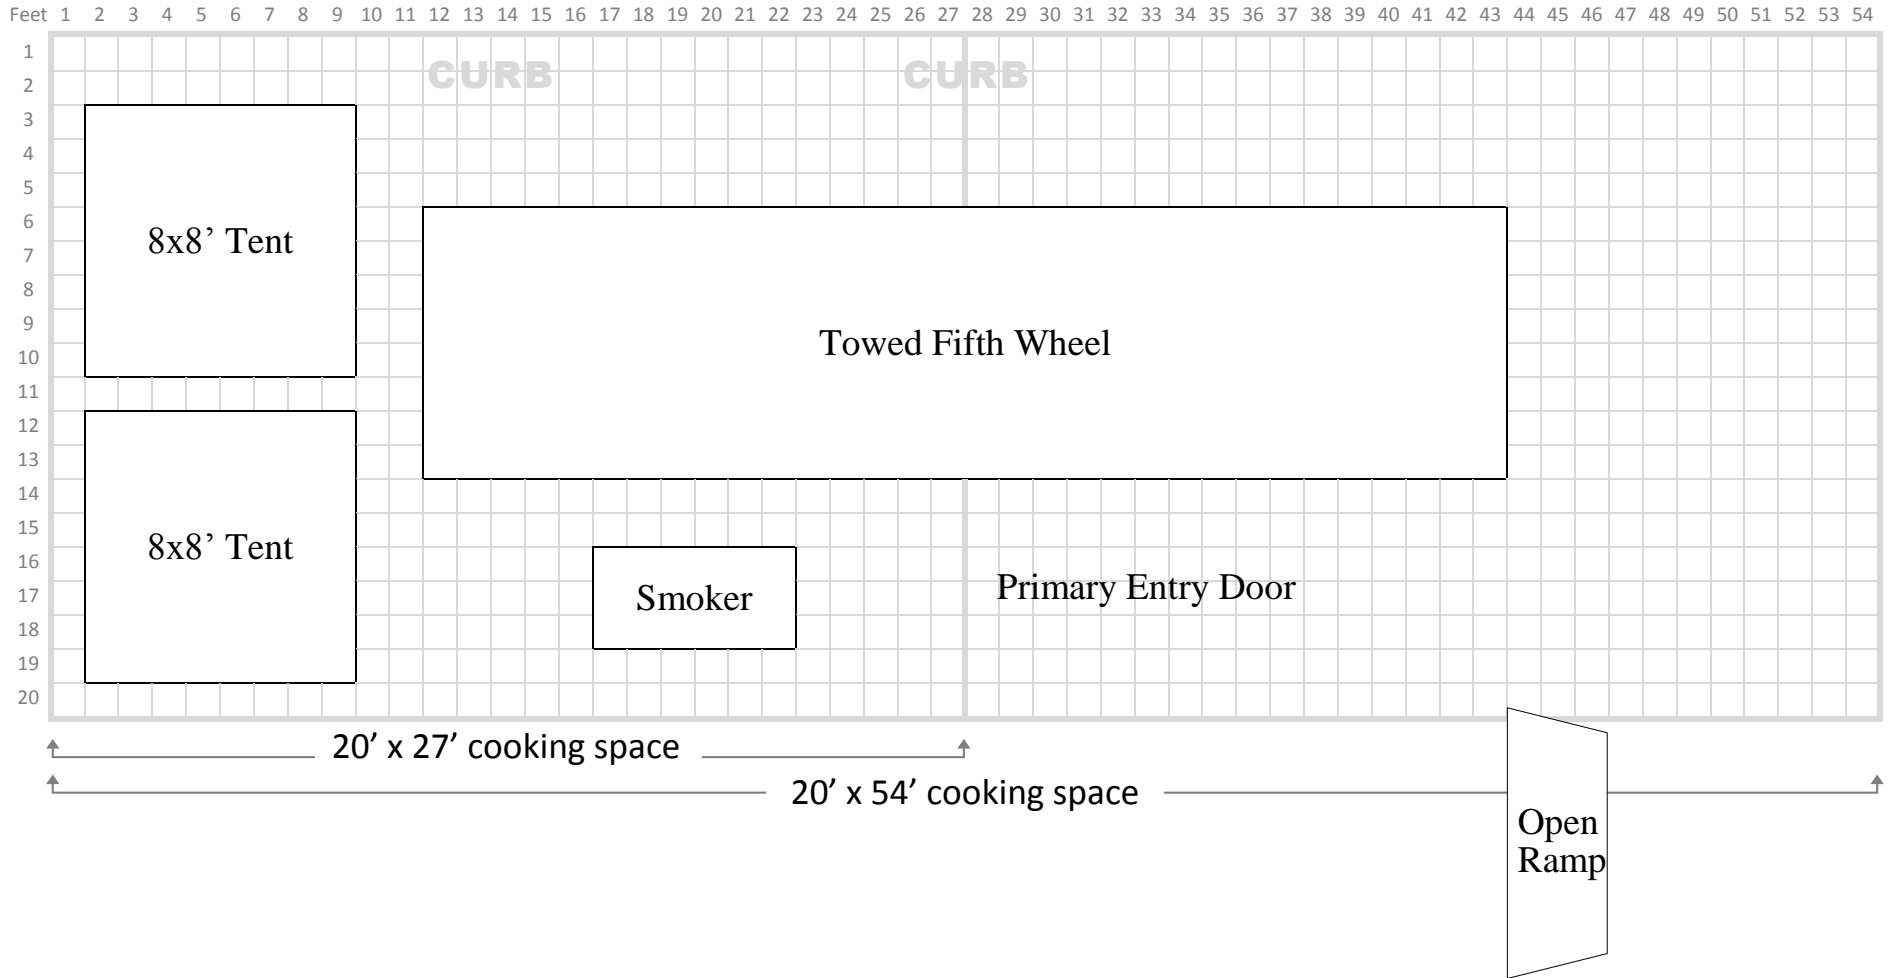 Feet 1 2 3 4 5 6 7 8 9 10 11 12 13 14 15 16 17 18 19 20 21 22 23 24 25 26 27 28 29 30 31 32 33 34 35 36 37 38 39 40 41 42 43 44 45 46 47 48 49 50 51 52 53 54
1
CURB CURB
2
3
4
5
6
8x8’ Tent
7
8
9
Towed Fifth Wheel
10
11
12
13
14
15
8x8’ Tent
16
Primary Entry Door
17
Smoker
18
19
20
20’ x 27’ cooking space
20’ x 54’ cooking space
Open
Ramp